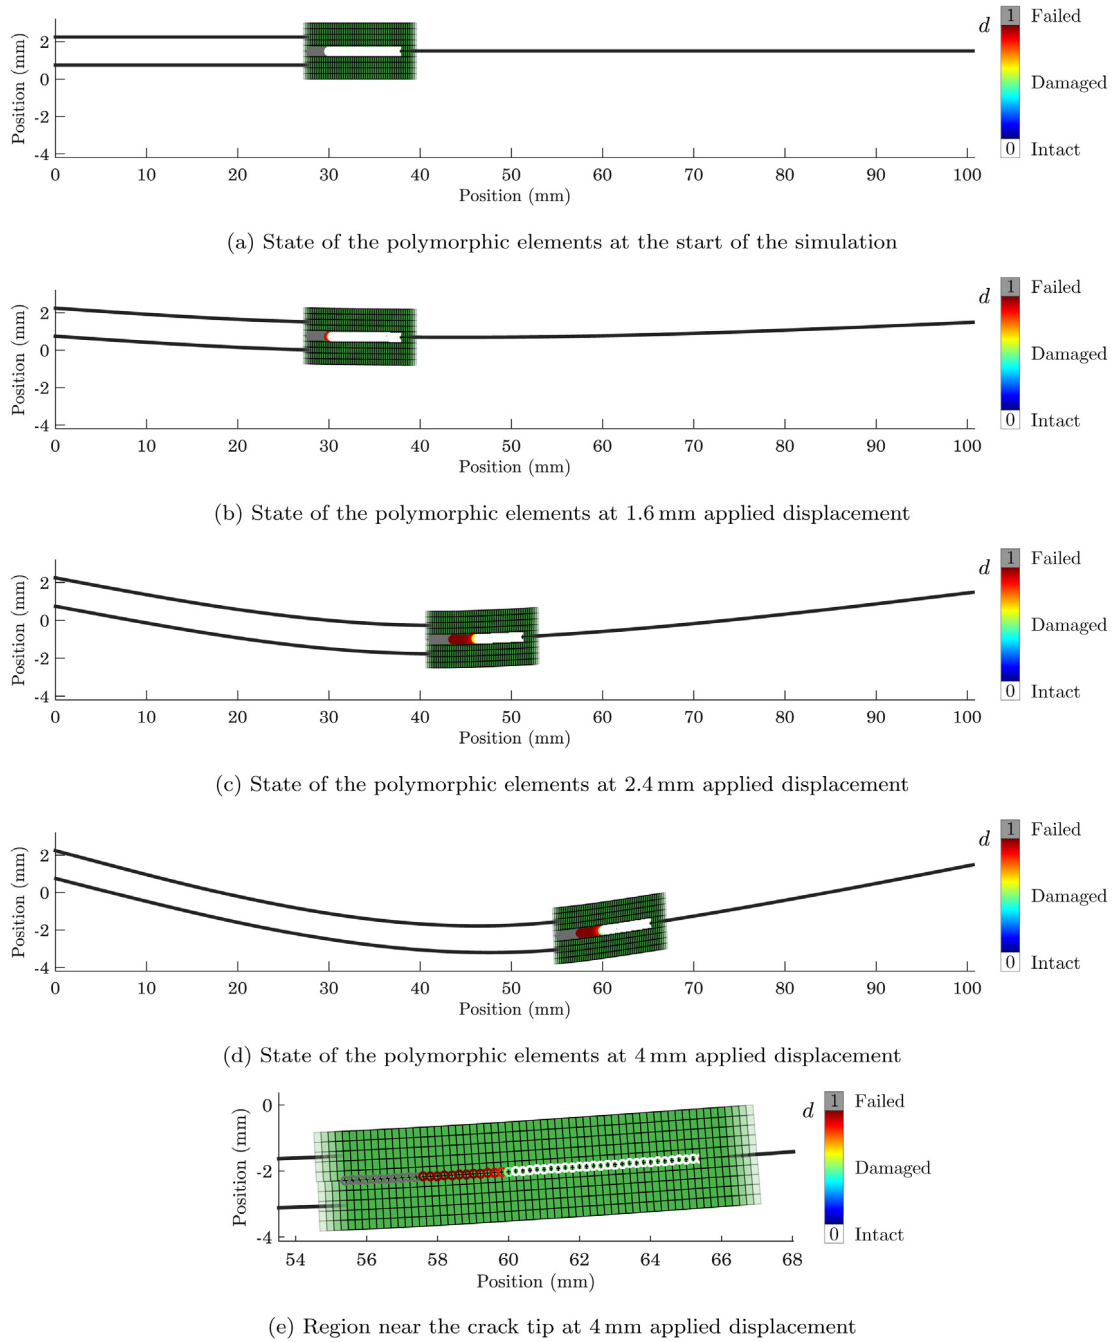 Position (mm)
2
0
-2
-4
0 10 20 30 40 50 60 70 80 90 100
Position (mm)
d
1 Failed
Damaged
0 Intact
(a) State of the polymorphic elements at the start of the simulation
Position (mm)
2
0
-2
-4
0 10 20 30 40 50 60 70 80 90 100
Position (mm)
d
1 Failed
Damaged
0 Intact
(b) State of the polymorphic elements at 1.6 mm applied displacement
Position (mm)
2
0
-2
-4
0 10 20 30 40 50 60 70 80 90 100
Position (mm)
d
1 Failed
Damaged
0 Intact
(c) State of the polymorphic elements at 2.4 mm applied displacement
Position (mm)
2
0
-2
-4
0 10 20 30 40 50 60 70 80 90 100
Position (mm)
d
1 Failed
Damaged
0 Intact
(d) State of the polymorphic elements at 4 mm applied displacement
Position (mm)
0
-2
-4
54 56 58 60 62 64 66 68
Position (mm)
d
1 Failed
Damaged
0 Intact
(e) Region near the crack tip at 4 mm applied displacement